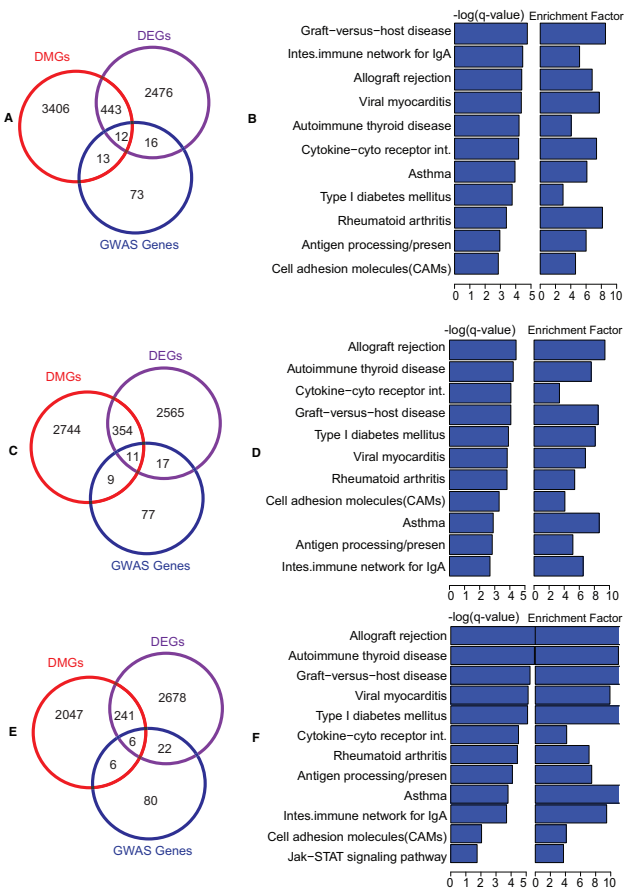 A
DMGs
DEGs
3406
443
2476
12
13
16
73
GWAS Genes
B
-log(q-value) Enrichment Factor
Graft−versus−host disease
Intes.immune network for IgA
Allograft rejection
Viral myocarditis
Autoimmune thyroid disease
Cytokine−cyto receptor int.
Asthma
Type I diabetes mellitus
Rheumatoid arthritis
Antigen processing/presen
Cell adhesion molecules(CAMs)
0 1 2 3 4 5 0 2 4 6 8 10
C
DMGs
DEGs
2744
354
2565
11
9
17
77
GWAS Genes
D
-log(q-value) Enrichment Factor
Allograft rejection
Autoimmune thyroid disease
Cytokine−cyto receptor int.
Graft−versus−host disease
Type I diabetes mellitus
Viral myocarditis
Rheumatoid arthritis
Cell adhesion molecules(CAMs)
Asthma
Antigen processing/presen
Intes.immune network for IgA
0 1 2 3 4 5 0 2 4 6 8 10
E
DMGs
DEGs
2047
241
2678
6
6
22
80
GWAS Genes
F
-log(q-value) Enrichment Factor
Allograft rejection
Autoimmune thyroid disease
Graft−versus−host disease
Viral myocarditis
Type I diabetes mellitus
Cytokine−cyto receptor int.
Rheumatoid arthritis
Antigen processing/presen
Asthma
Intes.immune network for IgA
Cell adhesion molecules(CAMs)
Jak−STAT signaling pathway
0 1 2 3 4 5 0 2 4 6 8 10